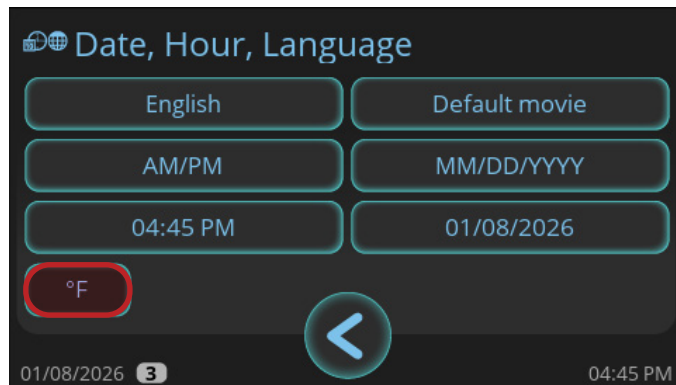 Date, Hour, Language
English
Default movie
AM/PM
MM/DD/YYYY
04:45 PM
01/08/2026
°F
01/08/2026 3
04:45 PM